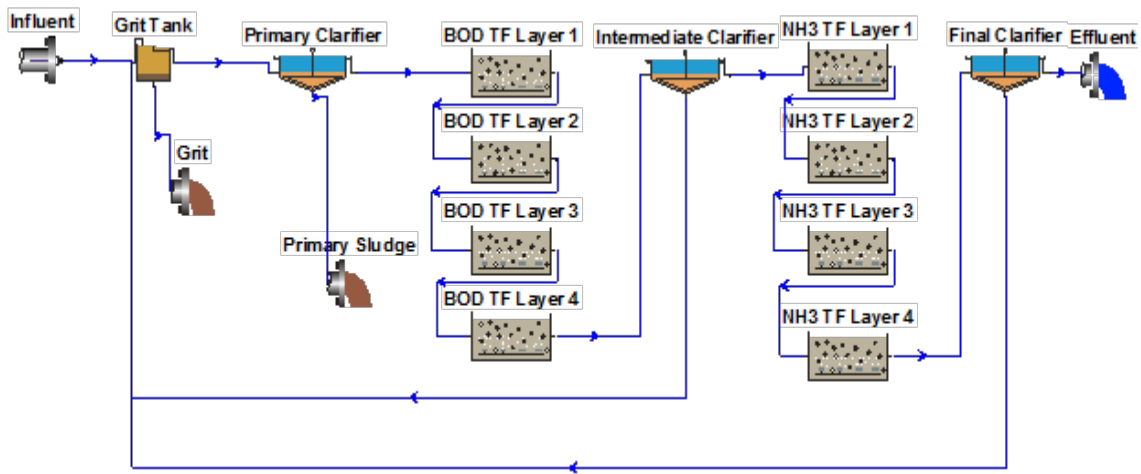 Influent
Grit Tank
Primary Clarifier
BOD TF Layer 1
Intermediate Clarifier
NH3 TF Layer 1
Final Clarifier
Effluent
BOD TF Layer 2
NH3 TF Layer 2
Grit
BOD TF Layer 3
NH3 TF Layer 3
Primary Sludge
BOD TF Layer 4
NH3 TF Layer 4